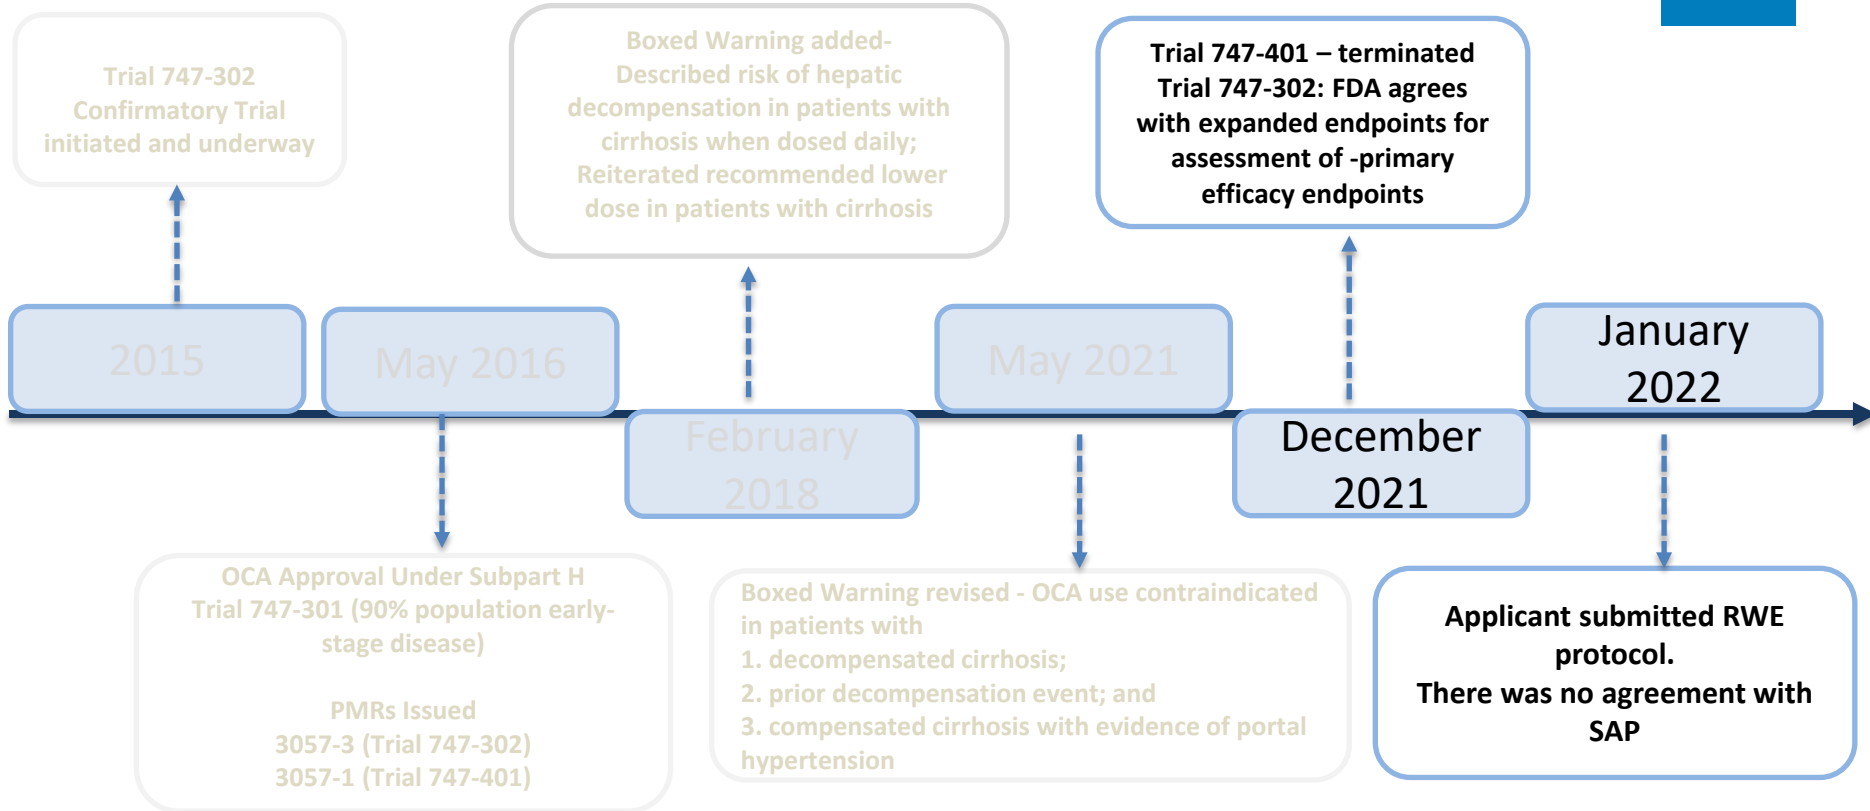 Trial 747-302
Confirmatory Trial
initiated and underway
Boxed Warning added-
Described risk of hepatic
decompensation in patients with
cirrhosis when dosed daily;
Reiterated recommended lower
dose in patients with cirrhosis
Trial 747-401 – terminated
Trial 747-302: FDA agrees
with expanded endpoints for
assessment of -primary
efficacy endpoints
2015
May 2016
February
2018
May 2021
December
2021
January
2022
OCA Approval Under Subpart H
Trial 747-301 (90% population early-
stage disease)
PMRs Issued
3057-3 (Trial 747-302)
3057-1 (Trial 747-401)
Boxed Warning revised - OCA use contraindicated
in patients with
1. decompensated cirrhosis;
2. prior decompensation event; and
3. compensated cirrhosis with evidence of portal
hypertension
Applicant submitted RWE
protocol.
There was no agreement with
SAP